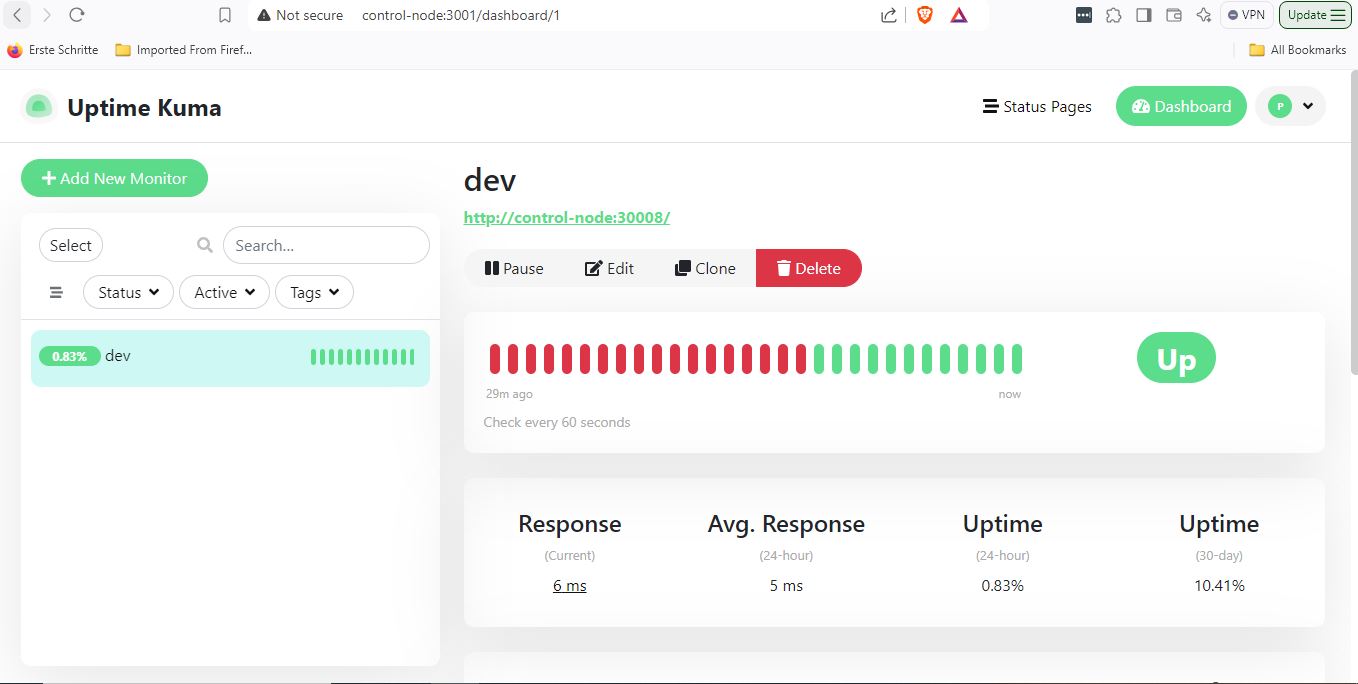 Not secure control-node:3001/dashboard/1
VPN
Update
Erste Schritte
Imported From Firef...
All Bookmarks
Uptime Kuma
Status Pages
Dashboard
P
Add New Monitor
Select
Search...
Status
Active
Tags
0.83% dev
dev
http://control-node:30008/
Pause
Edit
Clone
Delete
Up
29m ago
now
Check every 60 seconds
Response
(Current)
6 ms
Avg. Response
(24-hour)
5 ms
Uptime
(24-hour)
0.83%
Uptime
(30-day)
10.41%